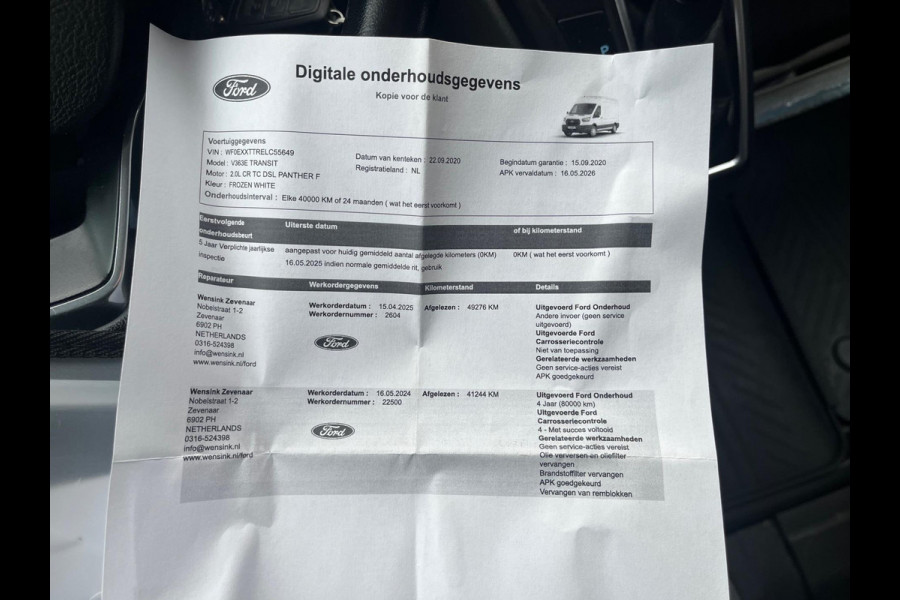 Ford
Digitale onderhoudsgegevens
Kopie voor de klant
Voertuiggegevens
VIN : WF0EXXTTRELC55649
Model : V363E TRANSIT
Motor : 2.0L CR TC DSL PANTHER F
Kleur : FROZEN WHITE
Onderhoudsinterval : Elke 40000 KM of 24 maanden ( wat het eerst voorkomt )
Datum van kenteken : 22.09.2020
Registratieland : NL
Begindatum garantie : 15.09.2020
APK vervaldatum : 16.05.2026
Eerstvolgende onderhoudsbeurt
Uiterste datum
of bij kilometerstand
5 Jaar Verplichte jaarlijkse inspectie
aangepast voor huidig gemiddeld aantal afgelegde kilometers (0KM)
16.05.2025 indien normale gemiddelde rit, gebruik
0KM ( wat het eerst voorkomt )
Reparateur
Werkordergegevens
Kilometerstand
Details
Wensink Zevenaar
Nobelstraat 1-2
Zevenaar
6902 PH
NETHERLANDS
0316-524398
info@wensink.nl
www.wensink.nl/ford
Werkorderdatum : 15.04.2025
Werkordernummer : 2604
Ford
Afgelezen : 49276 KM
Uitgevoerd Ford Onderhoud
Andere invoer (geen service
uitgevoerd)
Uitgevoerde Ford
Carrosseriecontrole
Niet van toepassing
Gerelateerde werkzaamheden
Geen service-acties vereist
APK goedgekeurd
Wensink Zevenaar
Nobelstraat 1-2
Zevenaar
6902 PH
NETHERLANDS
0316-524398
info@wensink.nl
www.wensink.nl/ford
Werkorderdatum : 16.05.2024
Werkordernummer : 22500
Ford
Afgelezen : 41244 KM
Uitgevoerd Ford Onderhoud
4 Jaar (80000 km)
Uitgevoerde Ford
Carrosseriecontrole
4 - Met succes voltooid
Gerelateerde werkzaamheden
Geen service-acties vereist
Olie verversen en oliefilter
vervangen
Brandstoffilter vervangen
APK goedgekeurd
Vervangen van remblokken